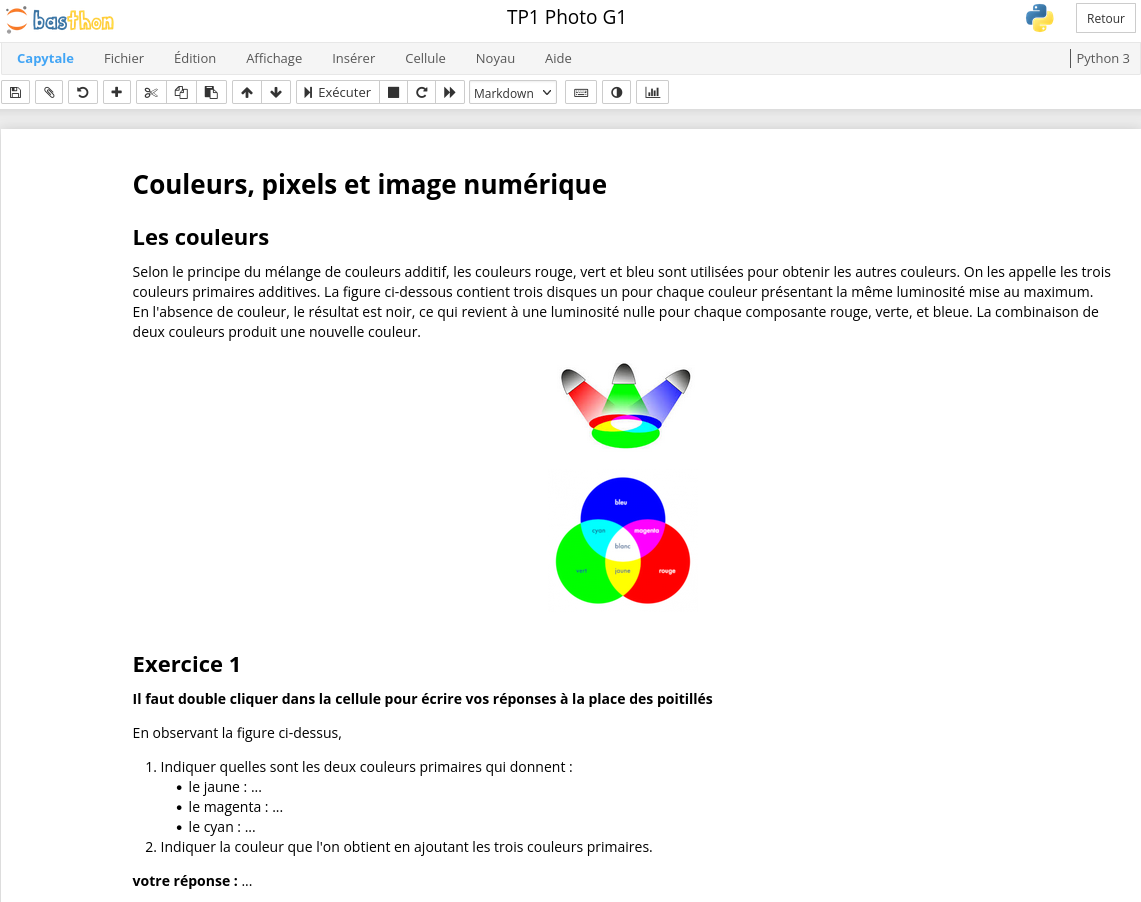 basthon
TP1 Photo G1
Retour
Capytale Fichier Édition Affichage Insérer Cellule Noyau Aide Python 3
Exécuter Markdown
Couleurs, pixels et image numérique
Les couleurs
Selon le principe du mélange de couleurs additif, les couleurs rouge, vert et bleu sont utilisées pour obtenir les autres couleurs. On les appelle les trois
couleurs primaires additives. La figure ci-dessous contient trois disques un pour chaque couleur présentant la même luminosité mise au maximum.
En l'absence de couleur, le résultat est noir, ce qui revient à une luminosité nulle pour chaque composante rouge, verte, et bleue. La combinaison de
deux couleurs produit une nouvelle couleur.
bleu
cyan magenta
blanc
vert jaune rouge
Exercice 1
Il faut double cliquer dans la cellule pour écrire vos réponses à la place des poitillés
En observant la figure ci-dessus,
1. Indiquer quelles sont les deux couleurs primaires qui donnent :
• le jaune : ...
• le magenta : ...
• le cyan : ...
2. Indiquer la couleur que l'on obtient en ajoutant les trois couleurs primaires.
votre réponse : ...